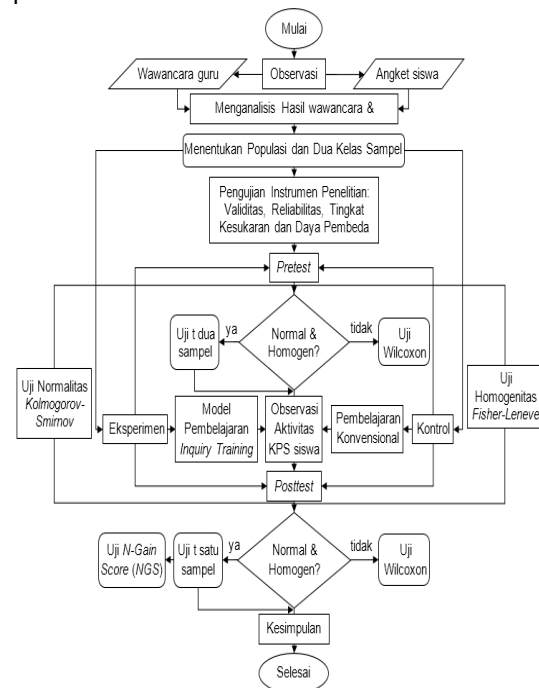 Mulai
Wawancara guru
Observasi
Angket siswa
Menganalisis Hasil wawancara &
Menentukan Populasi dan Dua Kelas Sampel
Pengujian Instrumen Penelitian:
Validitas, Reliabilitas, Tingkat
Kesukaran dan Daya Pembeda
Pretest
Uji t dua
sampel
ya
Normal &
Homogen?
tidak
Uji
Wilcoxon
Uji Normalitas
Kolmogorov-
Smirnov
Uji
Homogenitas
Fisher-Leneve
Eksperimen
Model
Pembelajaran
Inquiry Training
Observasi
Aktivitas
KPS siswa
Pembelajaran
Konvensional
Kontrol
Posttest
Uji N-Gain
Score (NGS)
Uji t satu
sampel
ya
Normal &
Homogen?
tidak
Uji
Wilcoxon
Kesimpulan
Selesai